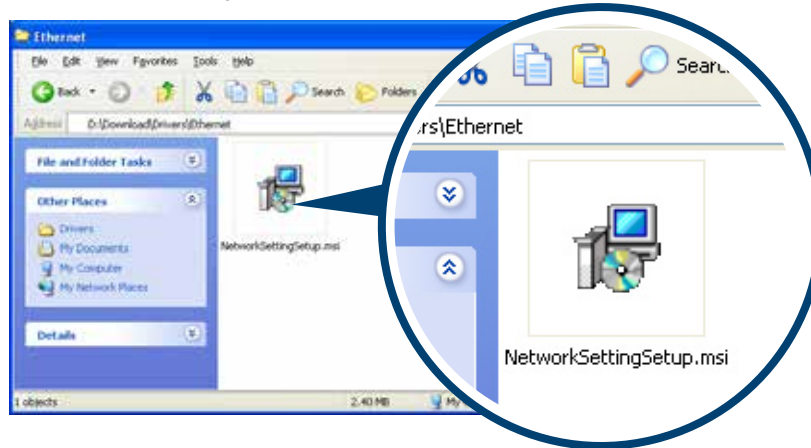 Ethernet
File Edit View Favorites Tools Help
Back Search Folders
Address D:\Download\Drivers\Ethernet
File and Folder Tasks
Other Places
Drivers
My Documents
My Computer
My Network Places
Details
NetworkSettingSetup.msi
1 objects 2.40 MB My
Searc
rs\Ethernet
NetworkSettingSetup.msi